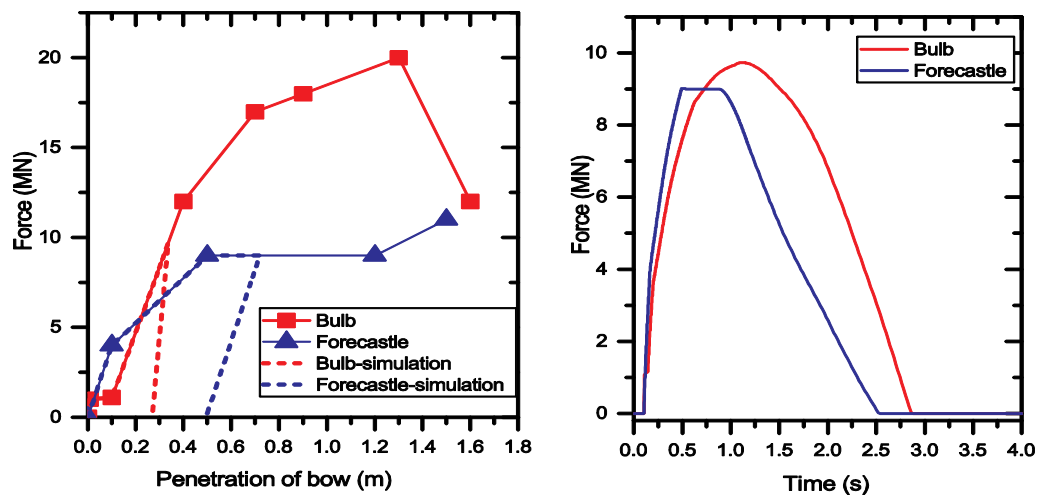 20
15
10
5
0
0.0 0.2 0.4 0.6 0.8 1.0 1.2 1.4 1.6 1.8
Force (MN)
Penetration of bow (m)
Bulb
Forecastle
Bulb-simulation
Forecastle-simulation
10
8
6
4
2
0
0.0 0.5 1.0 1.5 2.0 2.5 3.0 3.5 4.0
Force (MN)
Time (s)
Bulb
Forecastle